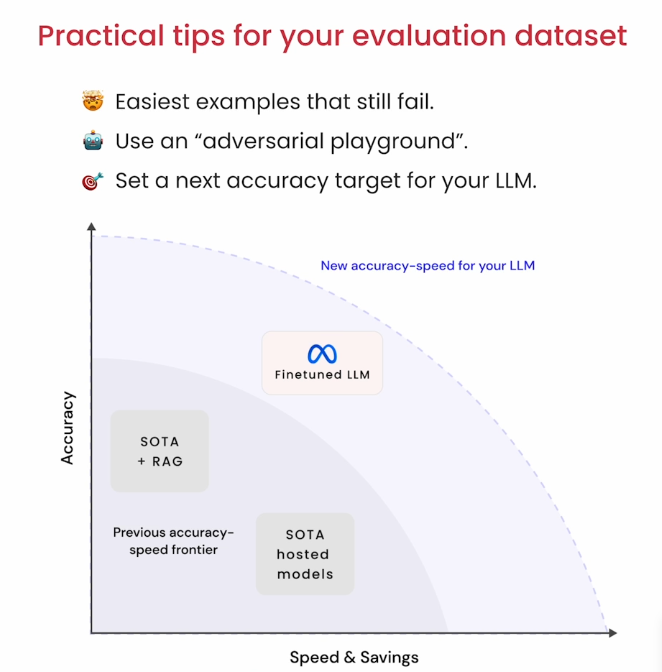 Practical tips for your evaluation dataset
🤯 Easiest examples that still fail.
🤖 Use an “adversarial playground”.
🎯 Set a next accuracy target for your LLM.
New accuracy-speed for your LLM
Finetuned LLM
Accuracy
SOTA
+ RAG
Previous accuracy-
speed frontier
SOTA
hosted
models
Speed & Savings